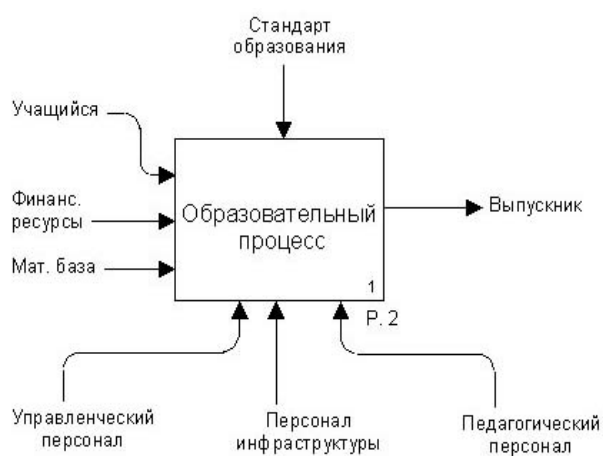 Стандарт
образования
Учащийся
Финанс.
ресурсы
Мат. база
Образовательный
процесс
1
Р. 2
Выпускник
Управленческий
персонал
Персонал
инфраструктуры
Педагогический
персонал